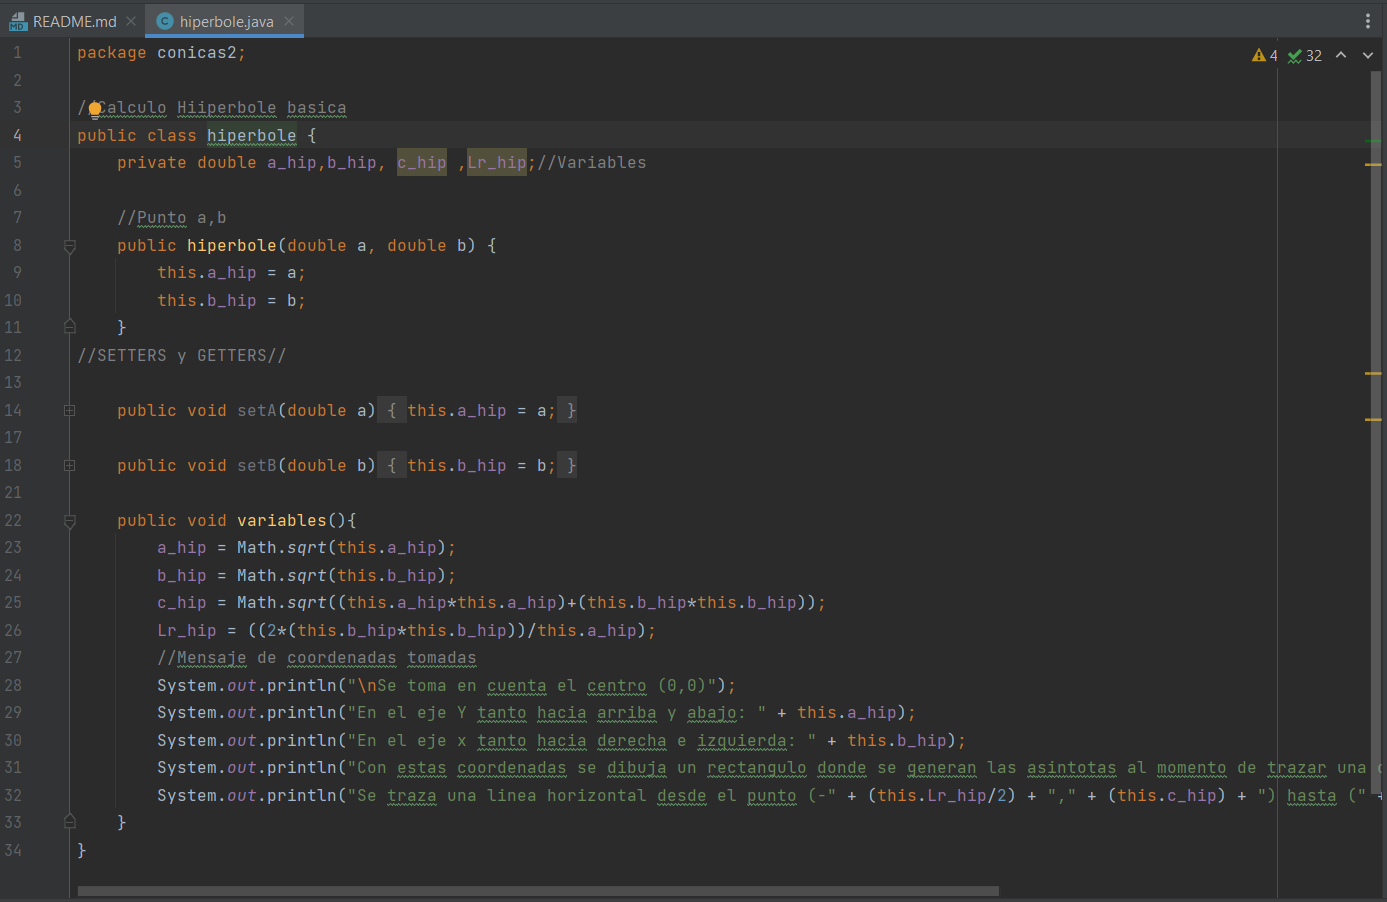 README.md
hiperbole.java
4 32
1 package conicas2;
2
3 //Calculo Hiiperbole basica
4 public class hiperbole {
5 private double a_hip,b_hip, c_hip ,Lr_hip;//Variables
6
7 //Punto a,b
8 public hiperbole(double a, double b) {
9 this.a_hip = a;
10 this.b_hip = b;
11 }
12 //SETTERS y GETTERS//
13
14 public void setA(double a) { this.a_hip = a; }
17
18 public void setB(double b) { this.b_hip = b; }
21
22 public void variables(){
23 a_hip = Math.sqrt(this.a_hip);
24 b_hip = Math.sqrt(this.b_hip);
25 c_hip = Math.sqrt((this.a_hip*this.a_hip)+(this.b_hip*this.b_hip));
26 Lr_hip = ((2*(this.b_hip*this.b_hip))/this.a_hip);
27 //Mensaje de coordenadas tomadas
28 System.out.println("\nSe toma en cuenta el centro (0,0)");
29 System.out.println("En el eje Y tanto hacia arriba y abajo: " + this.a_hip);
30 System.out.println("En el eje x tanto hacia derecha e izquierda: " + this.b_hip);
31 System.out.println("Con estas coordenadas se dibuja un rectangulo donde se generan las asintotas al momento de trazar una
32 System.out.println("Se traza una linea horizontal desde el punto (-" + (this.Lr_hip/2) + "," + (this.c_hip) + ") hasta (" +
33 }
34 }